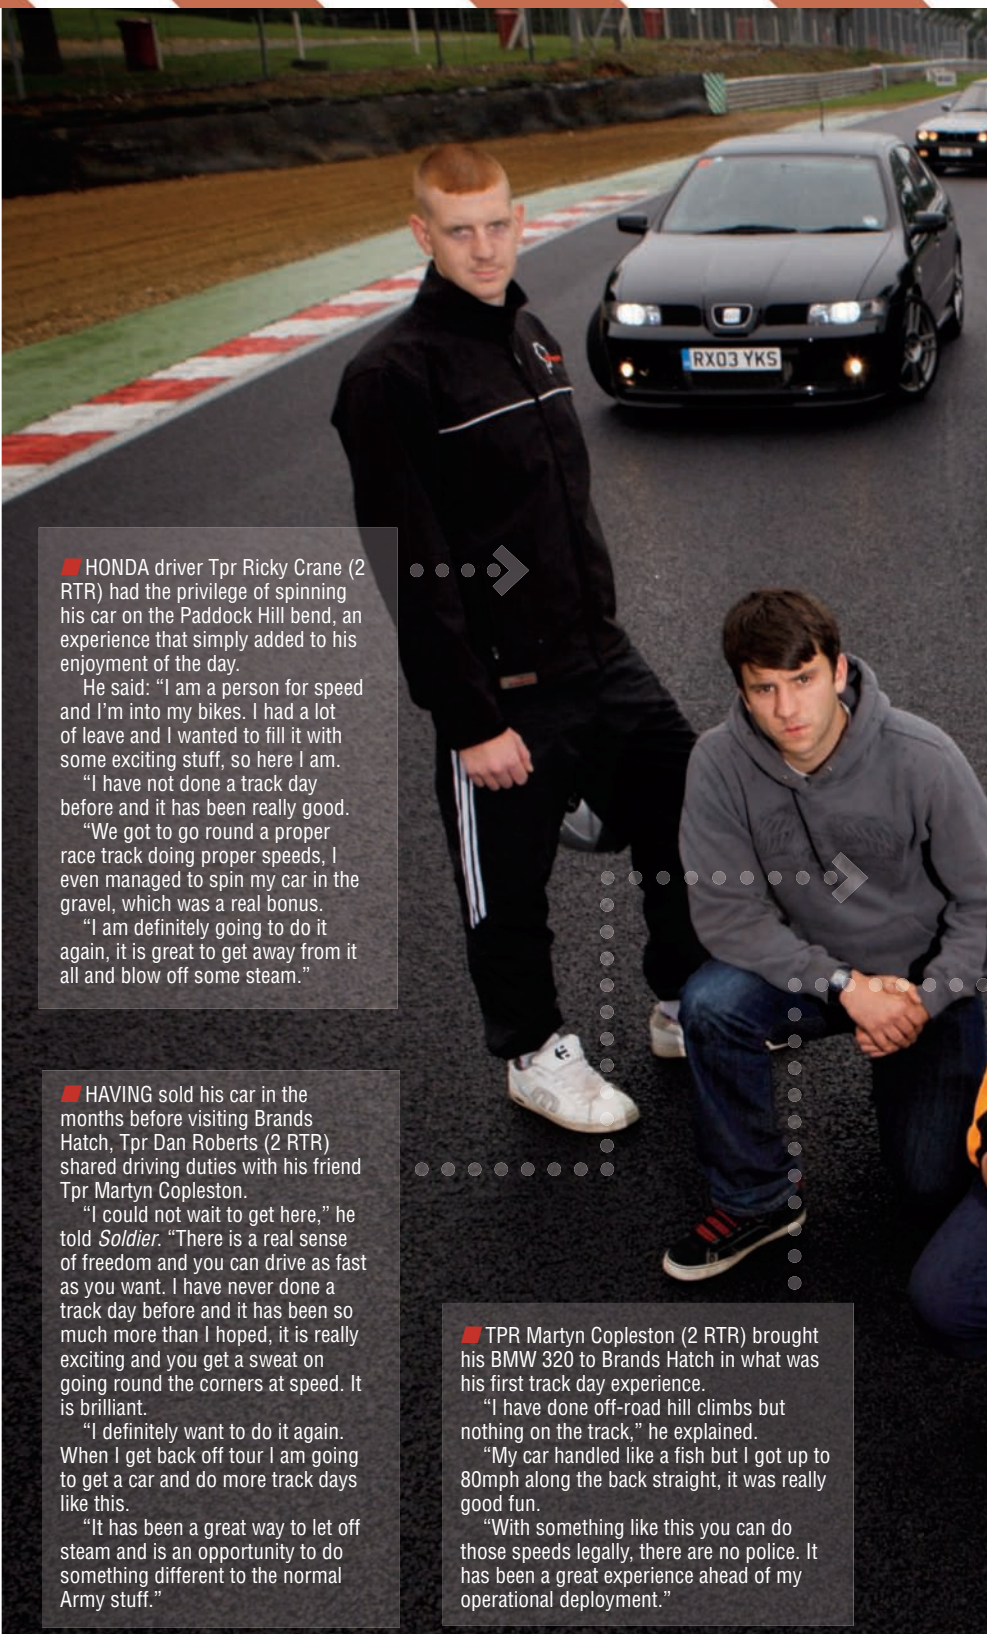 RX03 YKS
HONDA driver Tpr Ricky Crane (2
RTR) had the privilege of spinning
his car on the Paddock Hill bend, an
experience that simply added to his
enjoyment of the day.
He said: “I am a person for speed
and I’m into my bikes. I had a lot
of leave and I wanted to fill it with
some exciting stuff, so here I am.
“I have not done a track day
before and it has been really good.
“We got to go round a proper
race track doing proper speeds, I
even managed to spin my car in the
gravel, which was a real bonus.
“I am definitely going to do it
again, it is great to get away from it
all and blow off some steam.”
HAVING sold his car in the
months before visiting Brands
Hatch, Tpr Dan Roberts (2 RTR)
shared driving duties with his friend
Tpr Martyn Copleston.
“I could not wait to get here,” he
told Soldier. “There is a real sense
of freedom and you can drive as fast
as you want. I have never done a
track day before and it has been so
much more than I hoped, it is really
exciting and you get a sweat on
going round the corners at speed. It
is brilliant.
“I definitely want to do it again.
When I get back off tour I am going
to get a car and do more track days
like this.
“It has been a great way to let off
steam and is an opportunity to do
something different to the normal
Army stuff.”
TPR Martyn Copleston (2 RTR) brought
his BMW 320 to Brands Hatch in what was
his first track day experience.
“I have done off-road hill climbs but
nothing on the track,” he explained.
“My car handled like a fish but I got up to
80mph along the back straight, it was really
good fun.
“With something like this you can do
those speeds legally, there are no police. It
has been a great experience ahead of my
operational deployment.”